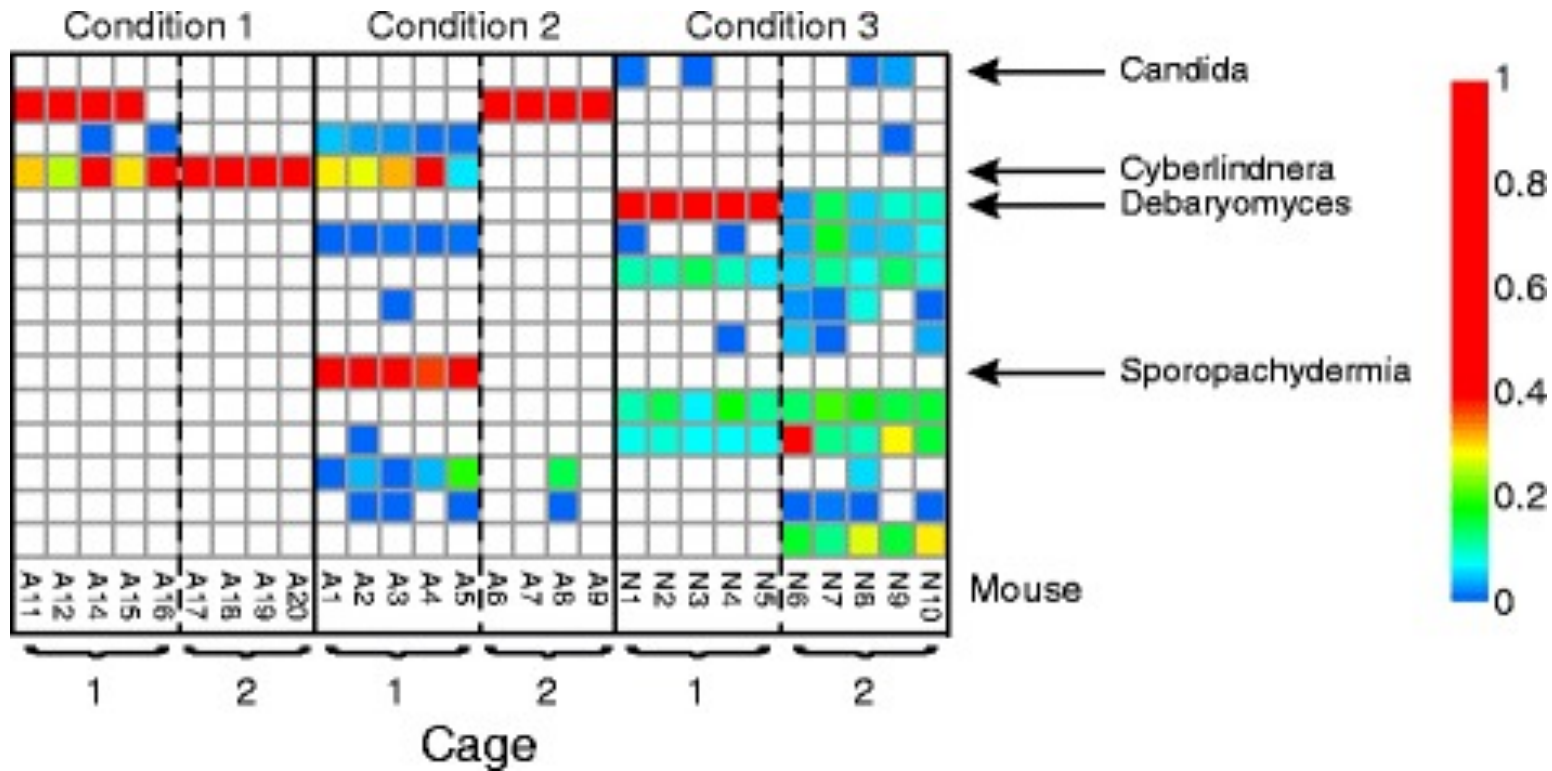 Condition 1 Condition 2 Condition 3
Candida
Cyberlindnera
Debaryomyces
Sporopachydermia
1
0.8
0.6
0.4
0.2
0
A11 A12 A14 A15 A16 A17 A18 A19 A20 A1 A2 A3 A4 A5 A6 A7 A8 A9 N1 N2 N3 N4 N5 N6 N7 N8 N9 N10
Mouse
1 2 1 2 1 2
Cage